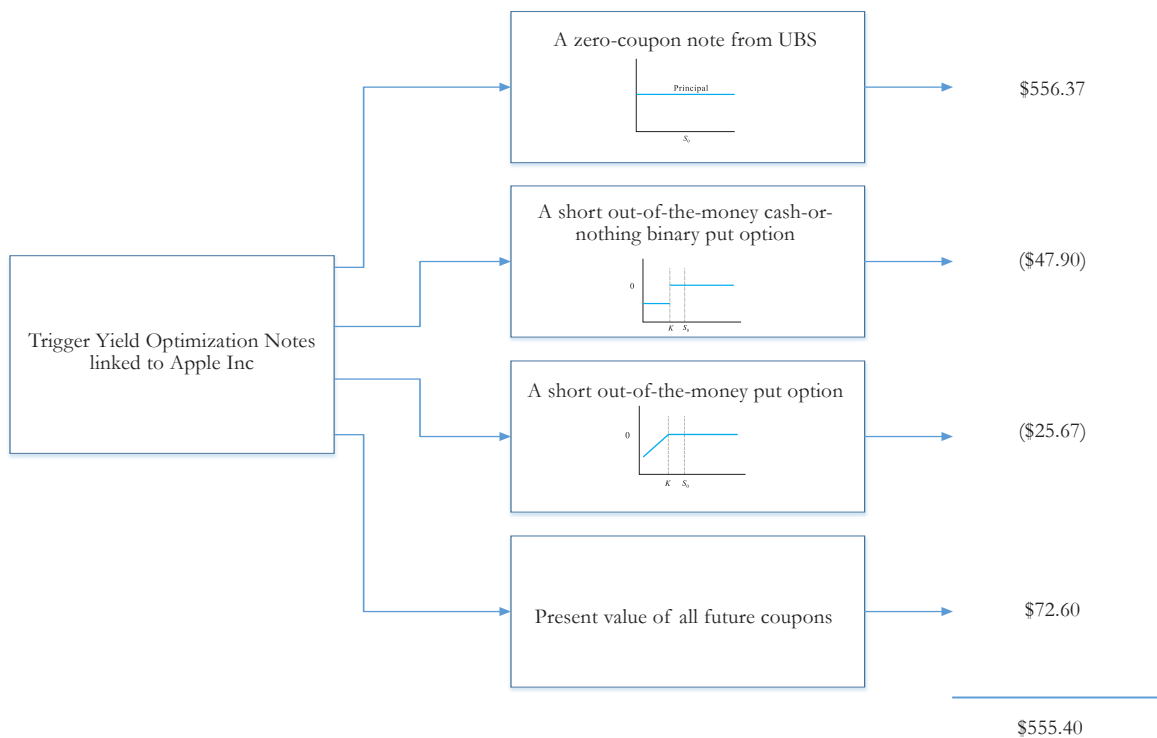 A zero-coupon note from UBS
Principal
S₀
$556.37
A short out-of-the-money cash-or-
nothing binary put option
0
K S₀
($47.90)
Trigger Yield Optimization Notes
linked to Apple Inc
A short out-of-the-money put option
0
K S₀
($25.67)
Present value of all future coupons
$72.60
$555.40